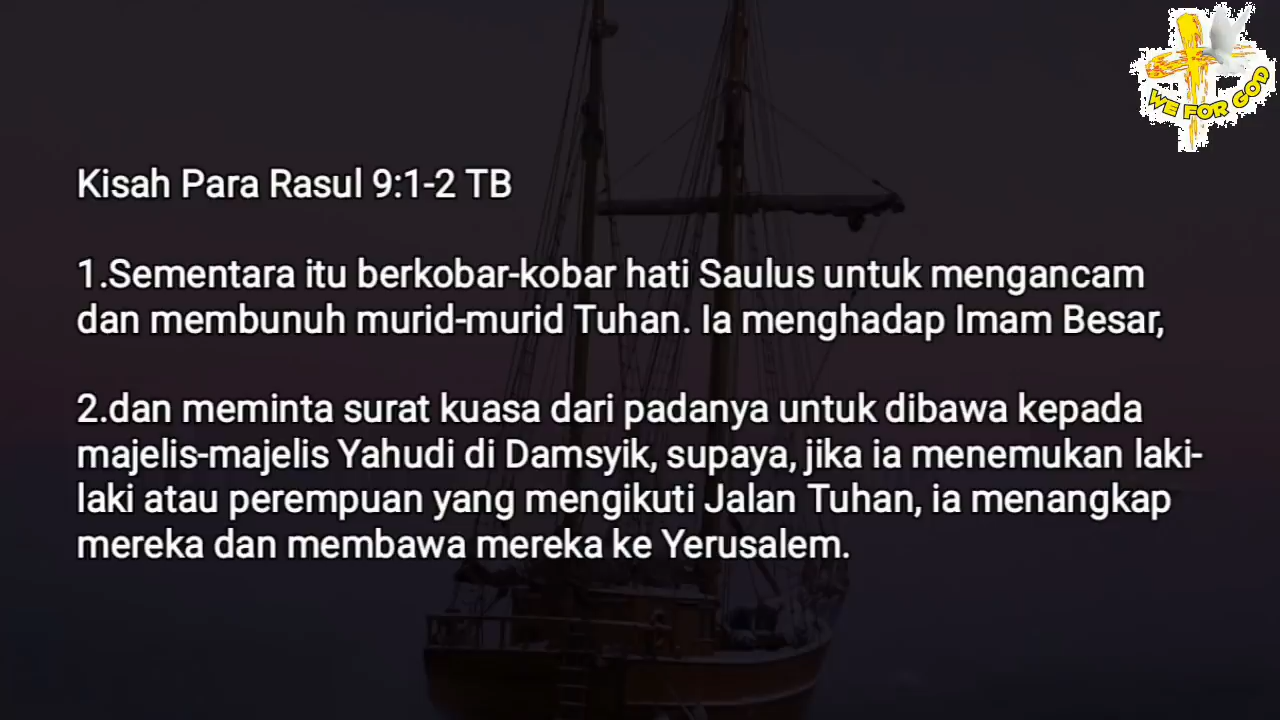 WE FOR GOD
Kisah Para Rasul 9:1-2 TB
1.Sementara itu berkobar-kobar hati Saulus untuk mengancam
dan membunuh murid-murid Tuhan. Ia menghadap Imam Besar,
2.dan meminta surat kuasa dari padanya untuk dibawa kepada
majelis-majelis Yahudi di Damsyik, supaya, jika ia menemukan laki-
laki atau perempuan yang mengikuti Jalan Tuhan, ia menangkap
mereka dan membawa mereka ke Yerusalem.